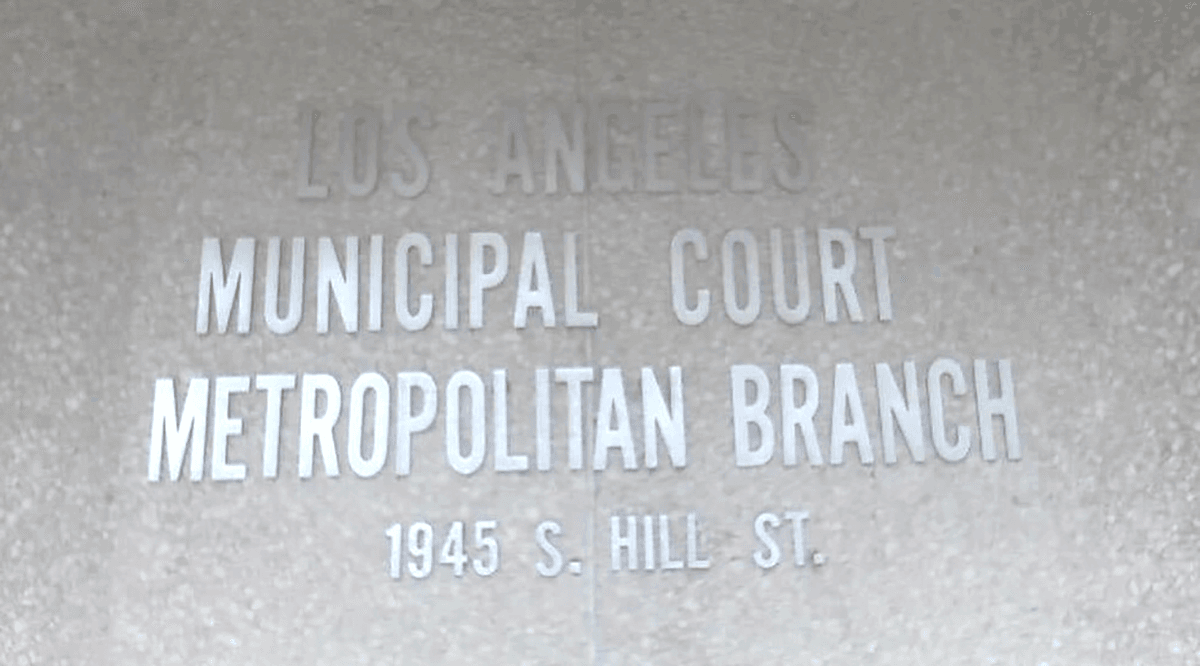 LOS ANGELES
MUNICIPAL COURT
METROPOLITAN BRANCH
1945 S. HILL ST.